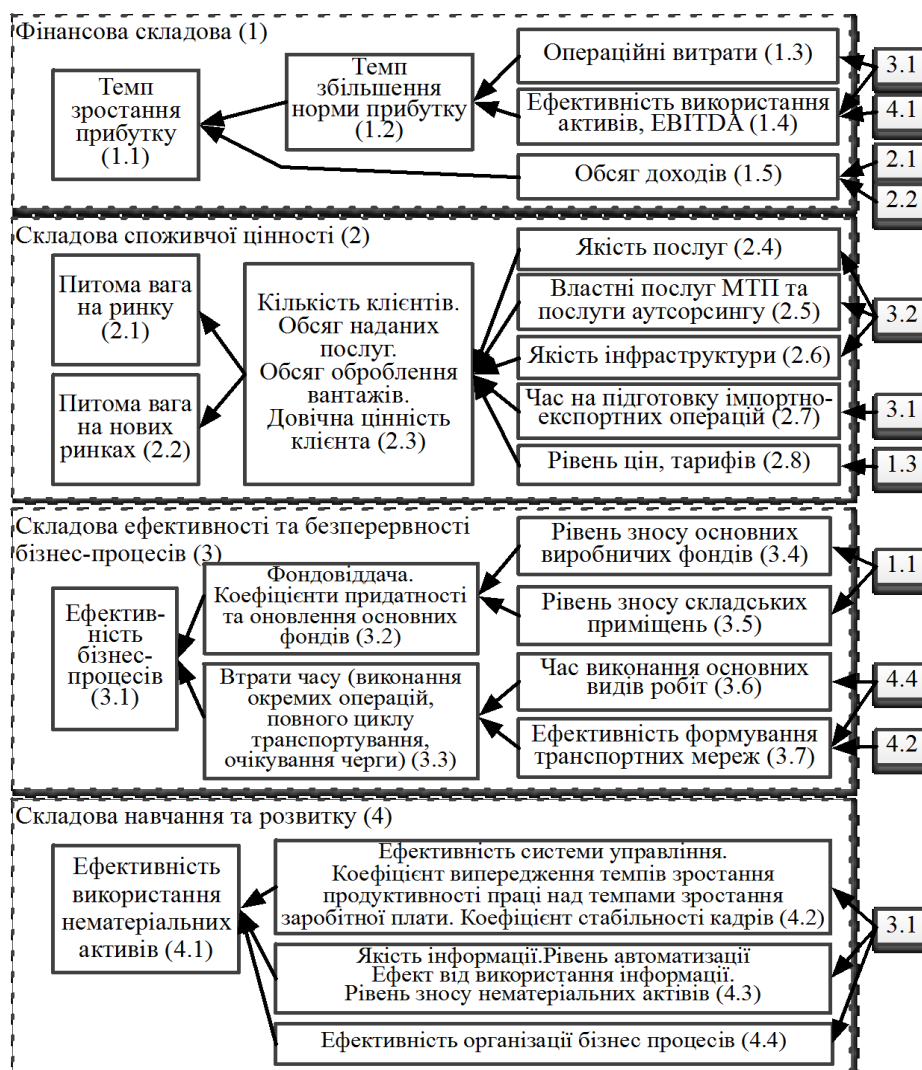 Фінансова складова (1)
Темп
зростання
прибутку
(1.1)
Темп
збільшення
норми прибутку
(1.2)
Операційні витрати (1.3)
Ефективність використання
активів, EBITDA (1.4)
Обсяг доходів (1.5)
3.1
4.1
2.1
2.2
Складова споживчої цінності (2)
Питома вага
на ринку
(2.1)
Питома вага
на нових
ринках (2.2)
Кількість клієнтів.
Обсяг наданих
послуг.
Обсяг оброблення
вантажів.
Довічна цінність
клієнта (2.3)
Якість послуг (2.4)
Властні послуг МТП та
послуги аутсорсингу (2.5)
Якість інфраструктури (2.6)
Час на підготовку імпортно-
експортних операцій (2.7)
Рівень цін, тарифів (2.8)
3.2
3.1
1.3
Складова ефективності та безперервності
бізнес-процесів (3)
Ефектив-
ність
бізнес-
процесів
(3.1)
Фондовіддача.
Коефіцієнти придатності
та оновлення основних
фондів (3.2)
Втрати часу (виконання
окремих операцій,
повного циклу
транспортування,
очікування черги) (3.3)
Рівень зносу основних
виробничих фондів (3.4)
Рівень зносу складських
приміщень (3.5)
Час виконання основних
видів робіт (3.6)
Ефективність формування
транспортних мереж (3.7)
1.1
4.4
4.2
Складова навчання та розвитку (4)
Ефективність
використання
нематеріальних
активів (4.1)
Ефективність системи управління.
Коефіцієнт випередження темпів зростання
продуктивності праці над темпами зростання
заробітної плати. Коефіцієнт стабільності кадрів (4.2)
Якість інформації.Рівень автоматизації
Ефект від використання інформації.
Рівень зносу нематеріальних актівів (4.3)
Ефективність організації бізнес процесів (4.4)
3.1